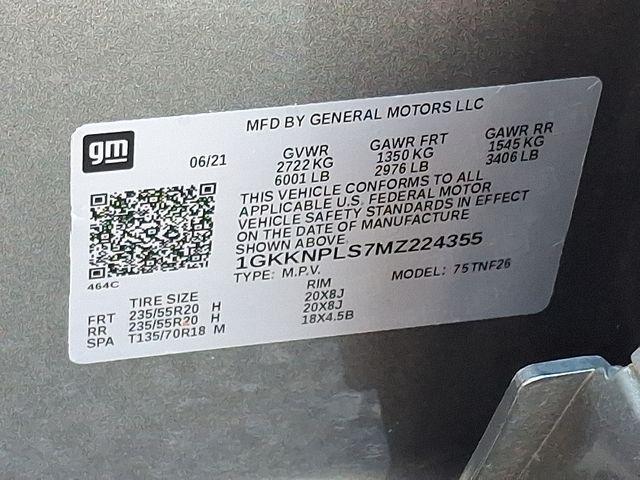 MFD BY GENERAL MOTORS LLC
gm
06/21 GVWR GAWR FRT GAWR RR
2722 KG 1350 KG 1545 KG
6001 LB 2976 LB 3406 LB
THIS VEHICLE CONFORMS TO ALL
APPLICABLE U.S. FEDERAL MOTOR
VEHICLE SAFETY STANDARDS IN EFFECT
ON THE DATE OF MANUFACTURE
SHOWN ABOVE.
1GKKNPLS7MZ224355
TYPE: M.P.V. MODEL: 75TNF26
464C
TIRE SIZE RIM
FRT 235/55R20 H 20X8J
RR 235/55R20 H 20X8J
SPA T135/70R18 M 18X4.5B